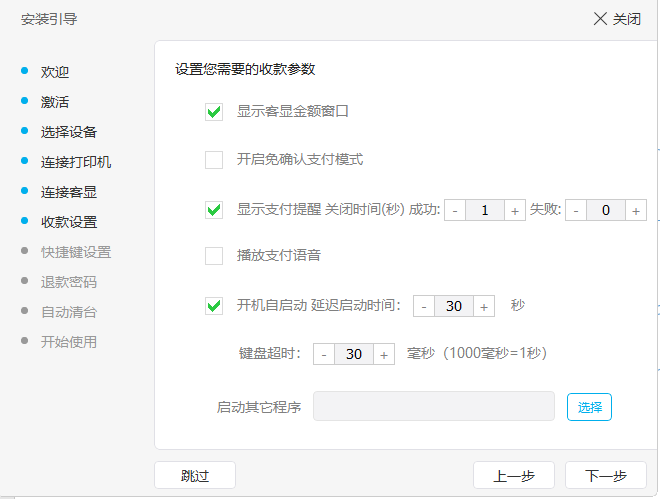 安装引导
关闭
欢迎
激活
选择设备
连接打印机
连接客显
收款设置
快捷键设置
退款密码
自动清台
开始使用
设置您需要的收款参数
显示客显金额窗口
开启免确认支付模式
显示支付提醒 关闭时间(秒) 成功: - 1 + 失败: - 0 +
播放支付语音
开机自启动 延迟启动时间： - 30 + 秒
键盘超时： - 30 + 毫秒（1000毫秒=1秒）
启动其它程序 选择
跳过 上一步 下一步